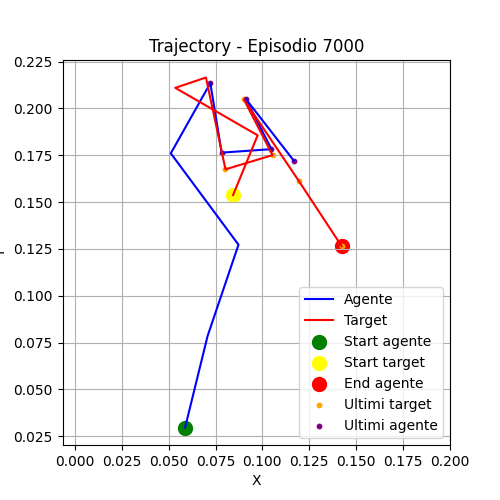 Trajectory - Episodio 7000
0.225
0.200
0.175
0.150
0.125
0.100
0.075
0.050
0.025
0.000 0.025 0.050 0.075 0.100 0.125 0.150 0.175 0.200
X
Agente
Target
Start agente
Start target
End agente
Ultimi target
Ultimi agente